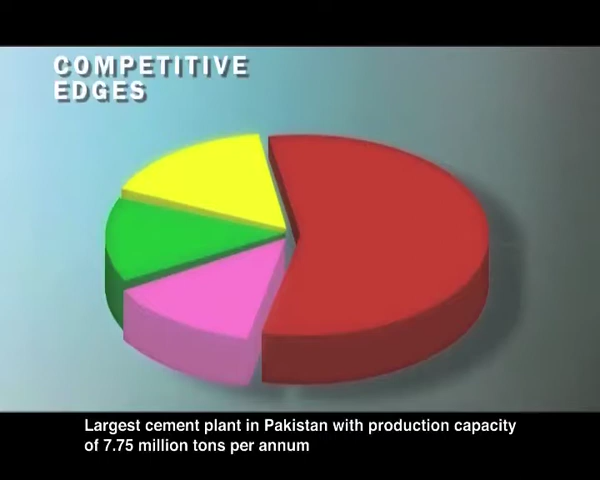 COMPETITIVE
EDGES
Largest cement plant in Pakistan with production capacity
of 7.75 million tons per annum